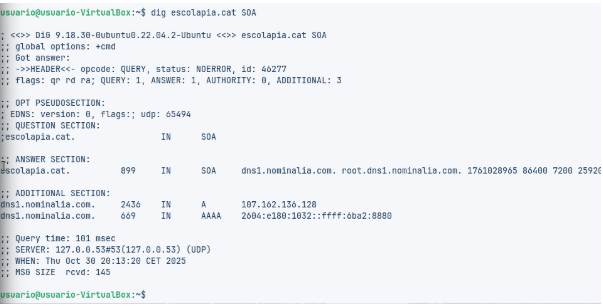 usuario@usuario-VirtualBox:~$ dig escolapia.cat SOA
; <<>> DiG 9.18.30-0ubuntu0.22.04.2-Ubuntu <<>> escolapia.cat SOA
;; global options: +cmd
;; Got answer:
;; ->>HEADER<<- opcode: QUERY, status: NOERROR, id: 46277
;; flags: qr rd ra; QUERY: 1, ANSWER: 1, AUTHORITY: 0, ADDITIONAL: 3
;; OPT PSEUDOSECTION:
; EDNS: version: 0, flags:; udp: 65494
;; QUESTION SECTION:
;escolapia.cat. IN SOA
;; ANSWER SECTION:
escolapia.cat. 899 IN SOA dns1.nominalia.com. root.dns1.nominalia.com. 1761028965 86400 7200 25920
;; ADDITIONAL SECTION:
dns1.nominalia.com. 2436 IN A 107.162.136.128
dns1.nominalia.com. 669 IN AAAA 2604:e180:1032::ffff:6ba2:8880
;; Query time: 101 msec
;; SERVER: 127.0.0.53#53(127.0.0.53) (UDP)
;; WHEN: Thu Oct 30 20:13:20 CET 2025
;; MSG SIZE rcvd: 145
usuario@usuario-VirtualBox:~$